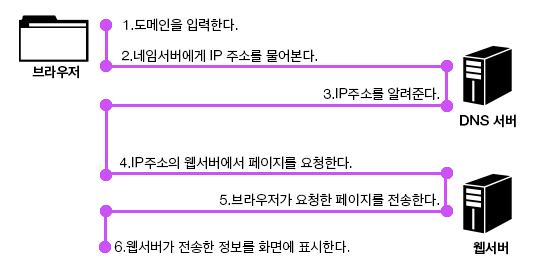 1.도메인을 입력한다.
2.네임서버에게 IP 주소를 물어본다.
브라우저
3.IP주소를 알려준다.
DNS 서버
4.IP주소의 웹서버에서 페이지를 요청한다.
5.브라우저가 요청한 페이지를 전송한다.
6.웹서버가 전송한 정보를 화면에 표시한다.
웹서버